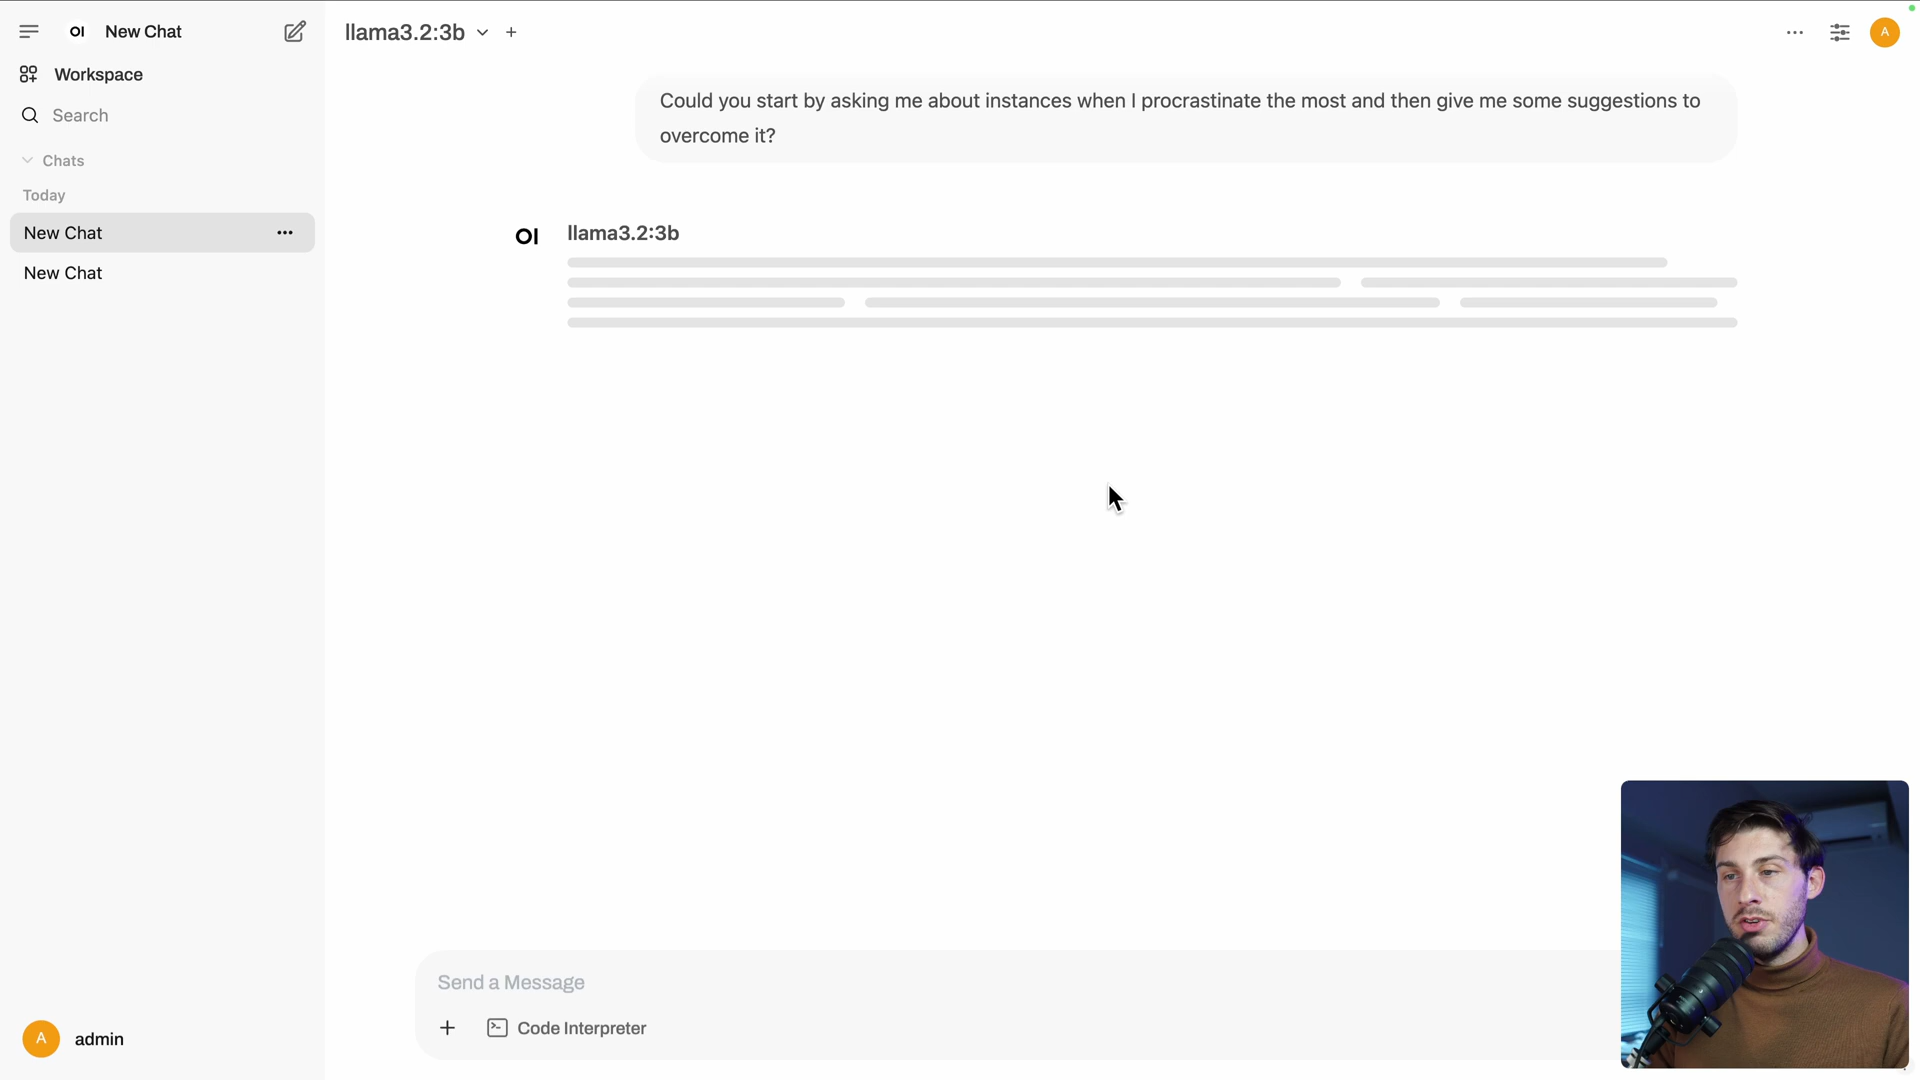 OI New Chat
Workspace
Search
Chats
Today
New Chat
New Chat
A admin
llama3.2:3b
A
Could you start by asking me about instances when I procrastinate the most and then give me some suggestions to
overcome it?
OI llama3.2:3b
Send a Message
Code Interpreter